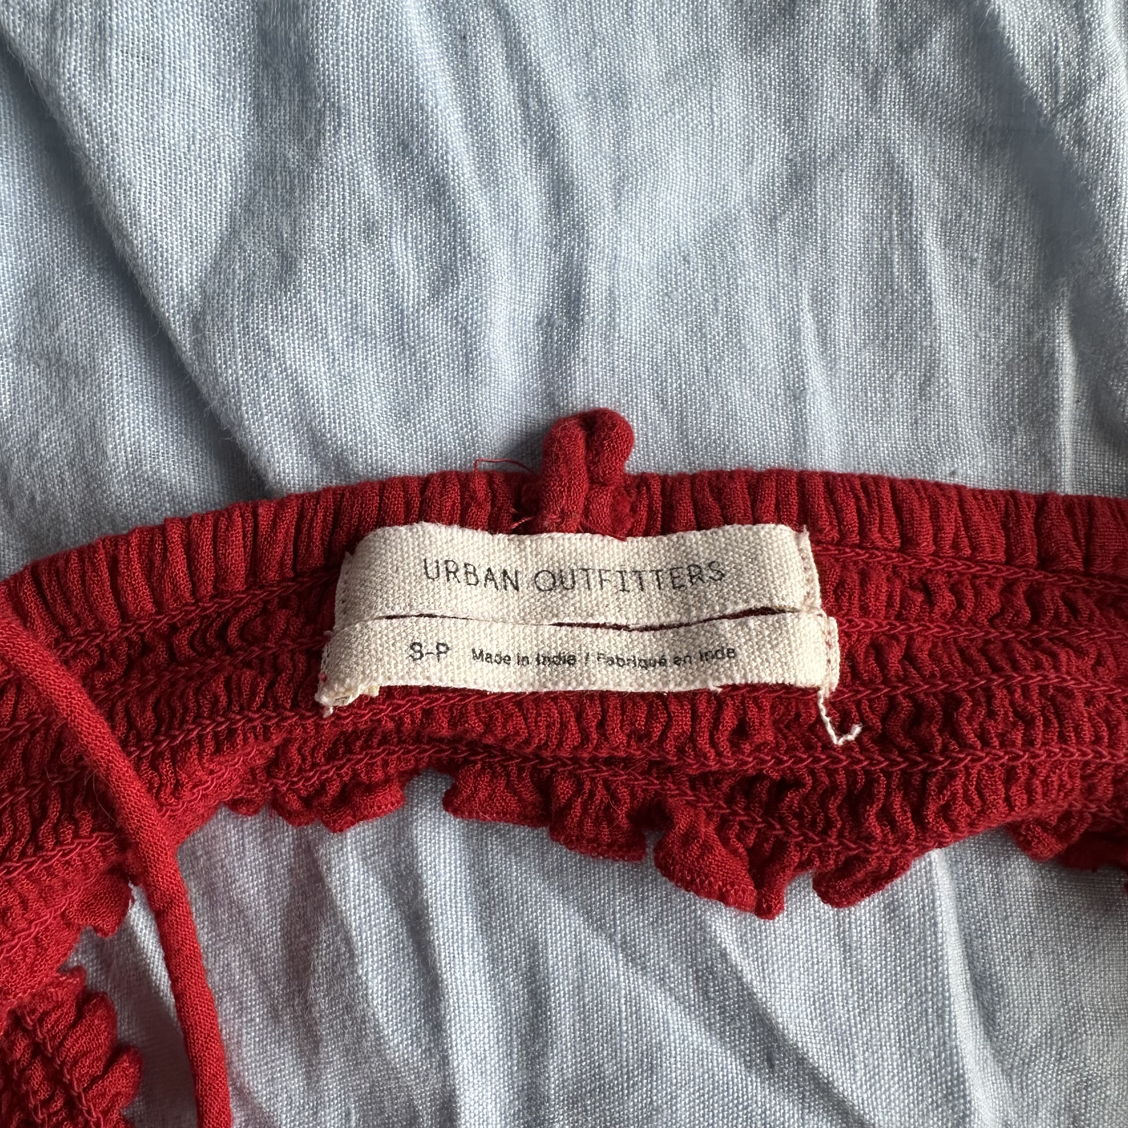 URBAN OUTFITTERS
S-P Made in India / Fabriqué en Inde